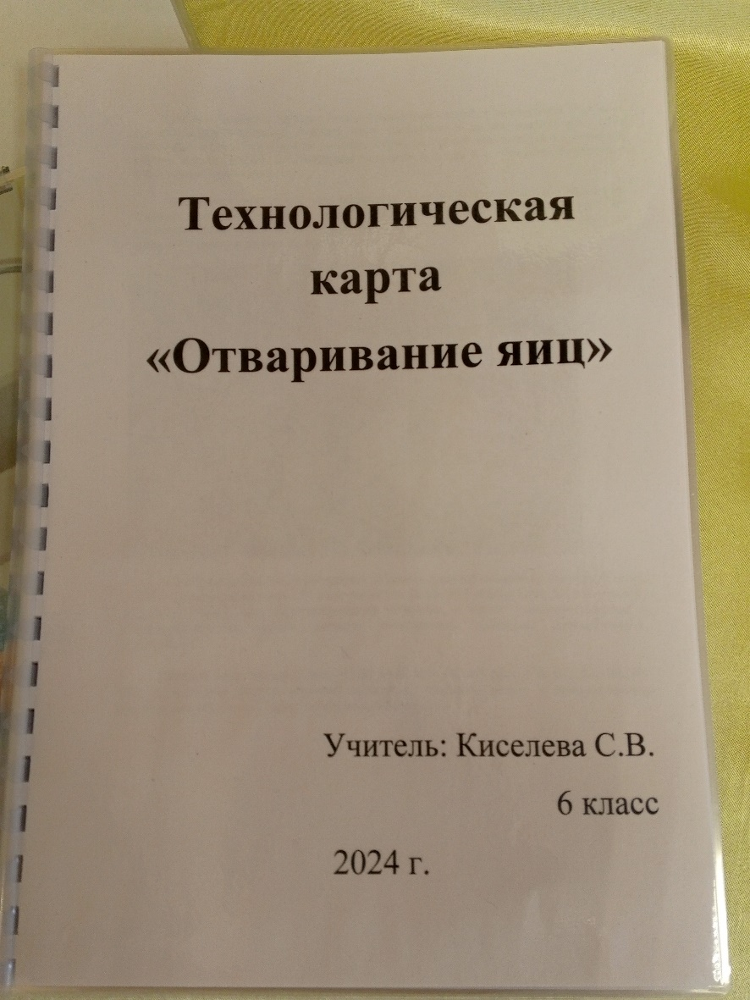 Технологическая
карта
«Отваривание яиц»
Учитель: Киселева С.В.
6 класс
2024 г.